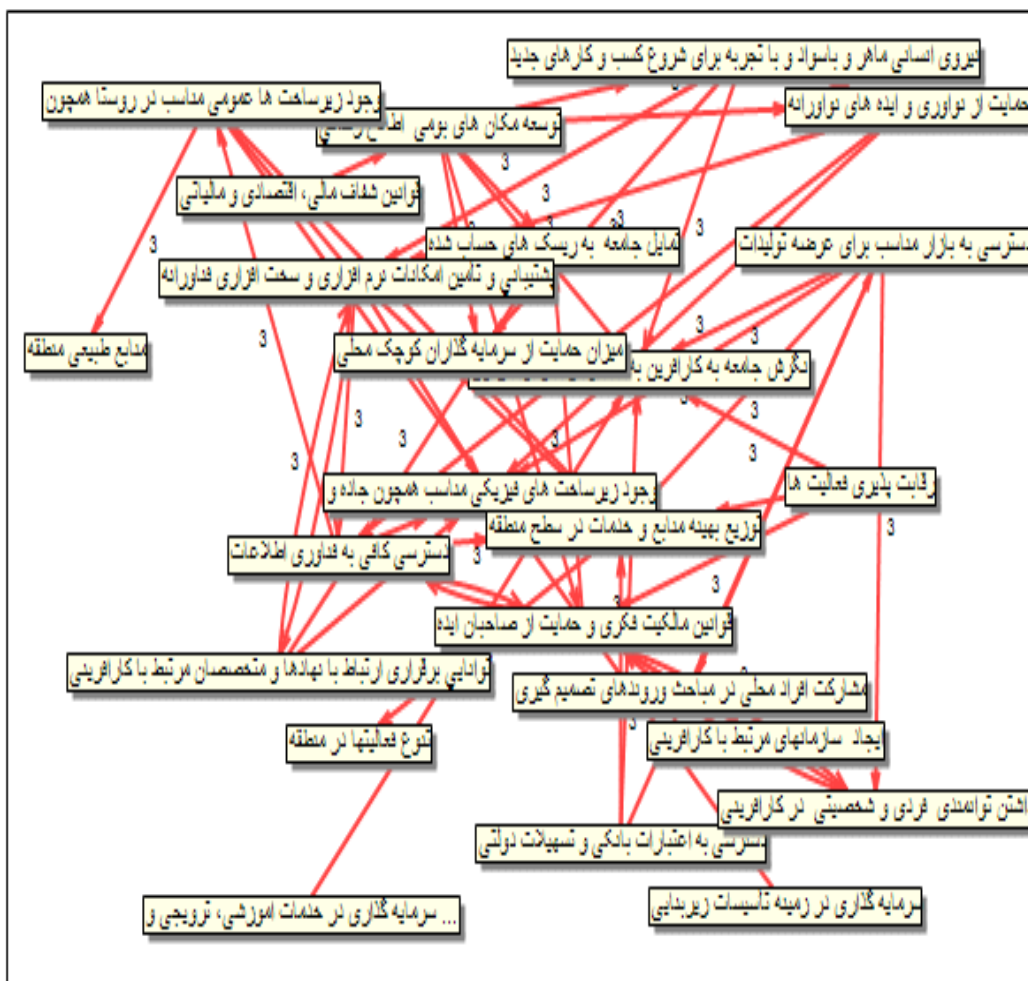 نیروی انسانی ماهر و باسواد و با تجربه برای شروع کسب و کارهای جدید
وجود زیرساخت ها عمومی مناسب در روستا همچون
حمایت از نوآوری و ایده های نوآورانه
توسعه مکان های بومی اطلاع رسانی
قوانین شفاف مالی، اقتصادی و مالیاتی
تمایل جامعه به ریسک های حساب شده
دسترسی به بازار مناسب برای عرضه تولیدات
پشتیبانی و تأمین امکانات نرم افزاری و سخت افزاری فناورانه
منابع طبیعی منطقه
میزان حمایت از سرمایه گذاران کوچک محلی
نگرش جامعه به کارآفرین به
وجود زیرساخت های فیزیکی مناسب همچون جاده و
رقابت پذیری فعالیت ها
توزیع بهینه منابع و خدمات در سطح منطقه
دسترسی کافی به فناوری اطلاعات
قوانین مالکیت فکری و حمایت از صاحبان ایده
توانایی برقراری ارتباط با نهادها و متخصصان مرتبط با کارآفرینی
مشارکت افراد محلی در مباحث وروندهای تصمیم گیری
تنوع فعالیتها در منطقه
ایجاد سازمانهای مرتبط با کارآفرینی
داشتن توانمندی فردی و شخصیتی در کارآفرینی
دسترسی به اعتبارات بانکی و تسهیلات دولتی
سرمایه گذاری در زمینه تأسیسات زیربنایی
سرمایه گذاری در خدمات آموزشی، ترویجی و ...